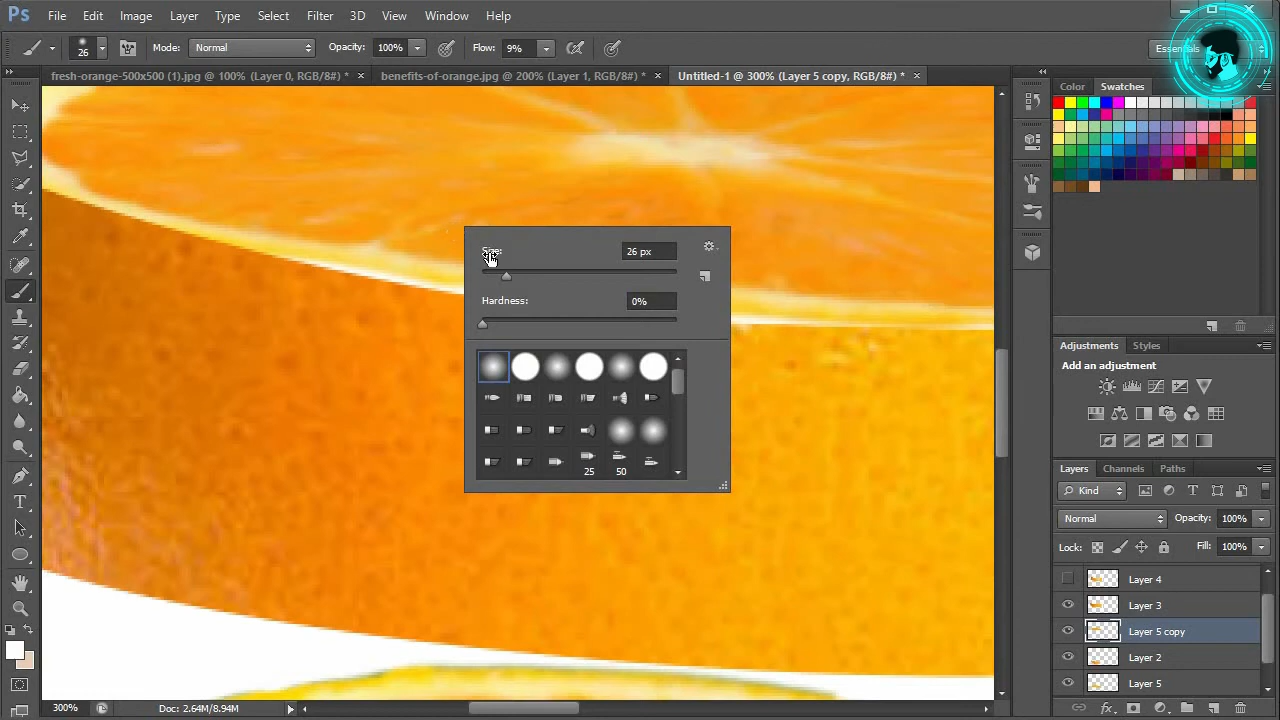 Ps File Edit Image Layer Type Select Filter 3D View Window Help
26 Mode: Normal Opacity: 100% Flow: 9% Essentials
fresh-orange-500x500 (1).jpg @ 100% (Layer 0, RGB/8#) * × benefits-of-orange.jpg @ 200% (Layer 1, RGB/8#) * × Untitled-1 @ 300% (Layer 5 copy, RGB/8#) * ×
Color Swatches
Size: 26 px
Hardness: 0%
25 50
Adjustments Styles
Add an adjustment
Layers Channels Paths
Kind
Normal Opacity: 100%
Lock: Fill: 100%
Layer 4
Layer 3
Layer 5 copy
Layer 2
Layer 5
300% Doc: 2.64M/8.94M